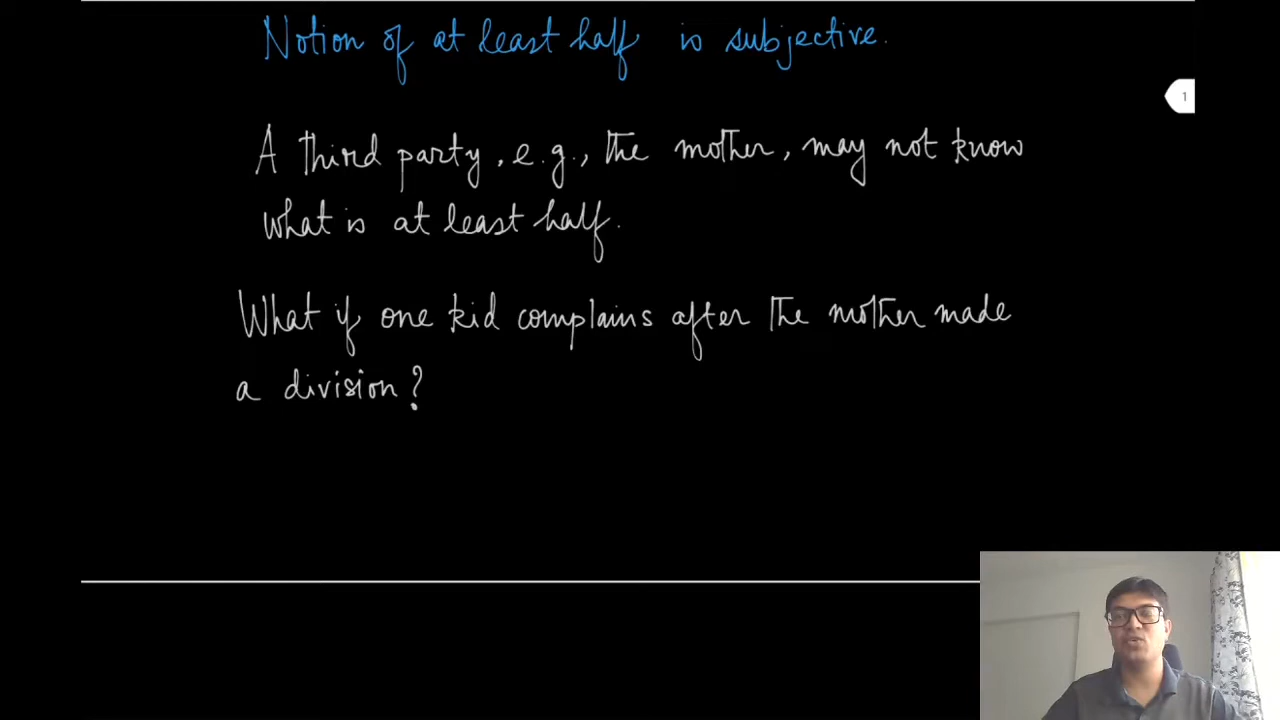 Notion of at least half is subjective.
1
A third party, e.g., the mother, may not know
what is at least half.
What if one kid complains after the mother made
a division?